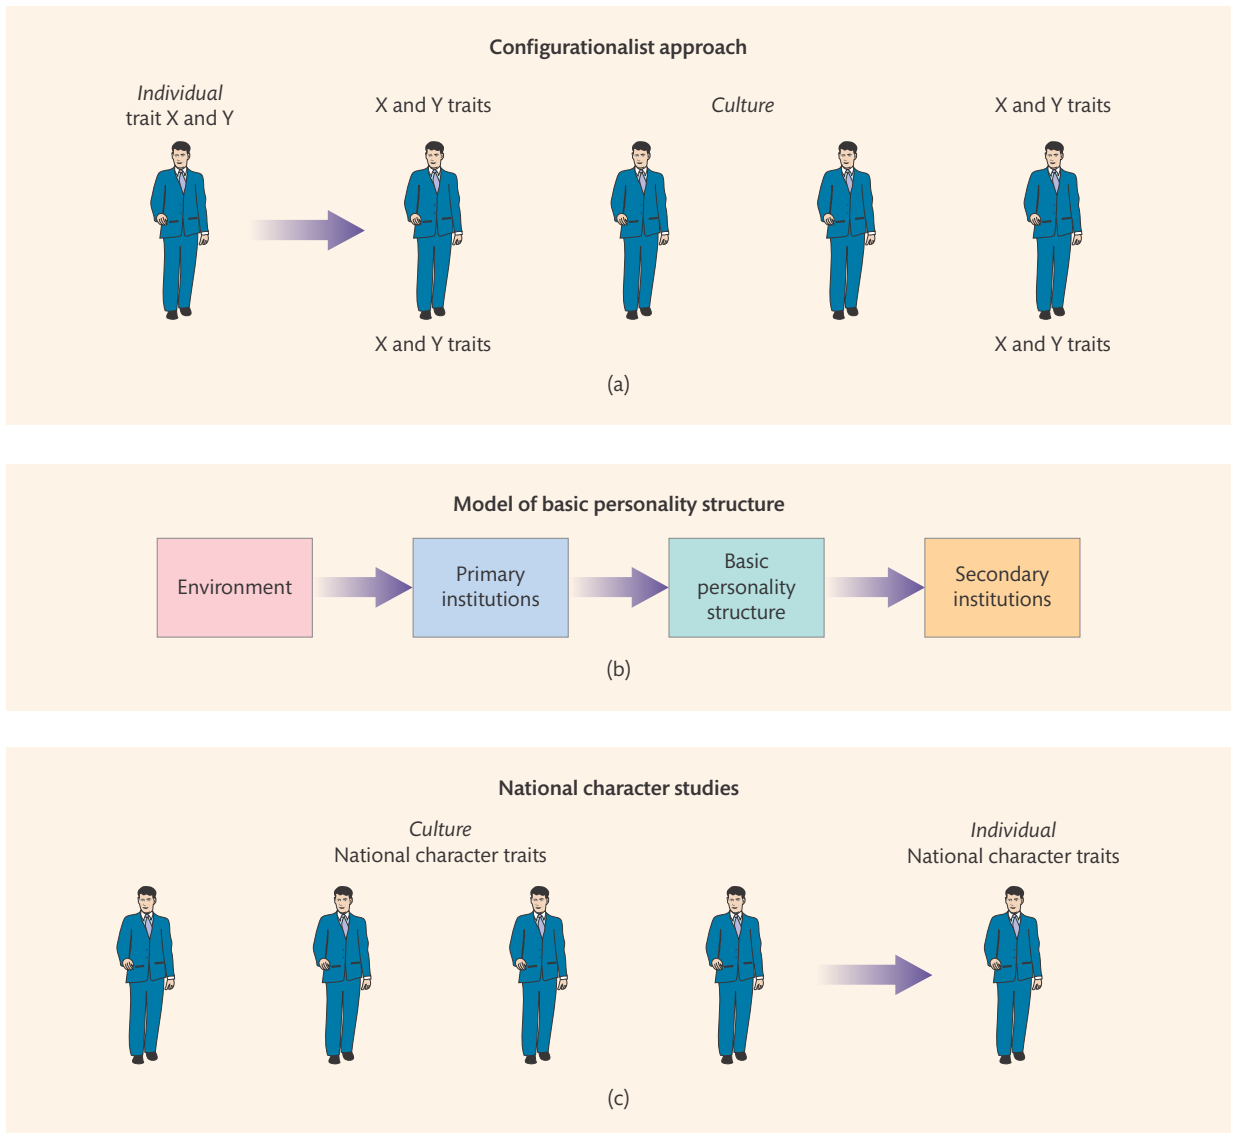 Configurationalist approach
Individual
trait X and Y
X and Y traits
Culture
X and Y traits
X and Y traits
X and Y traits
(a)
Model of basic personality structure
Environment
Primary
institutions
Basic
personality
structure
Secondary
institutions
(b)
National character studies
Culture
National character traits
Individual
National character traits
(c)